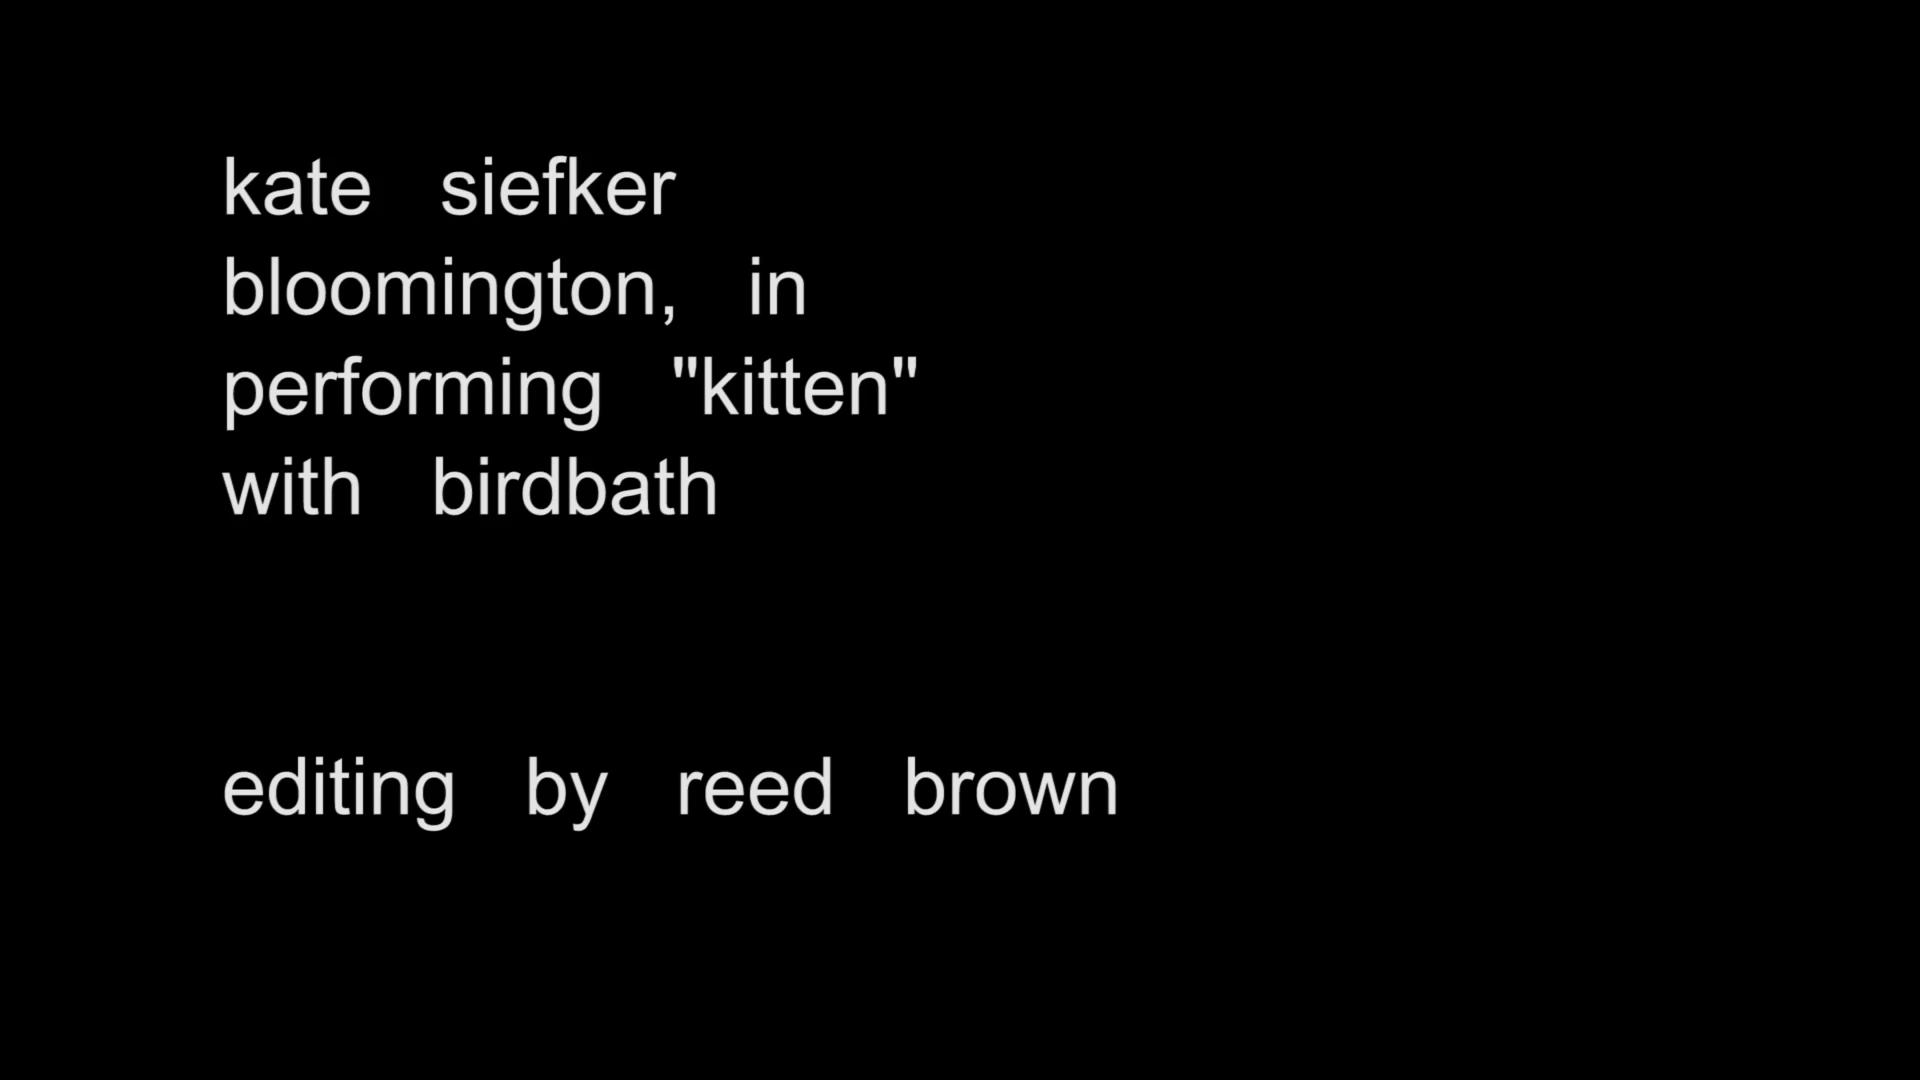 kate siefker
bloomington, in
performing "kitten"
with birdbath
editing by reed brown